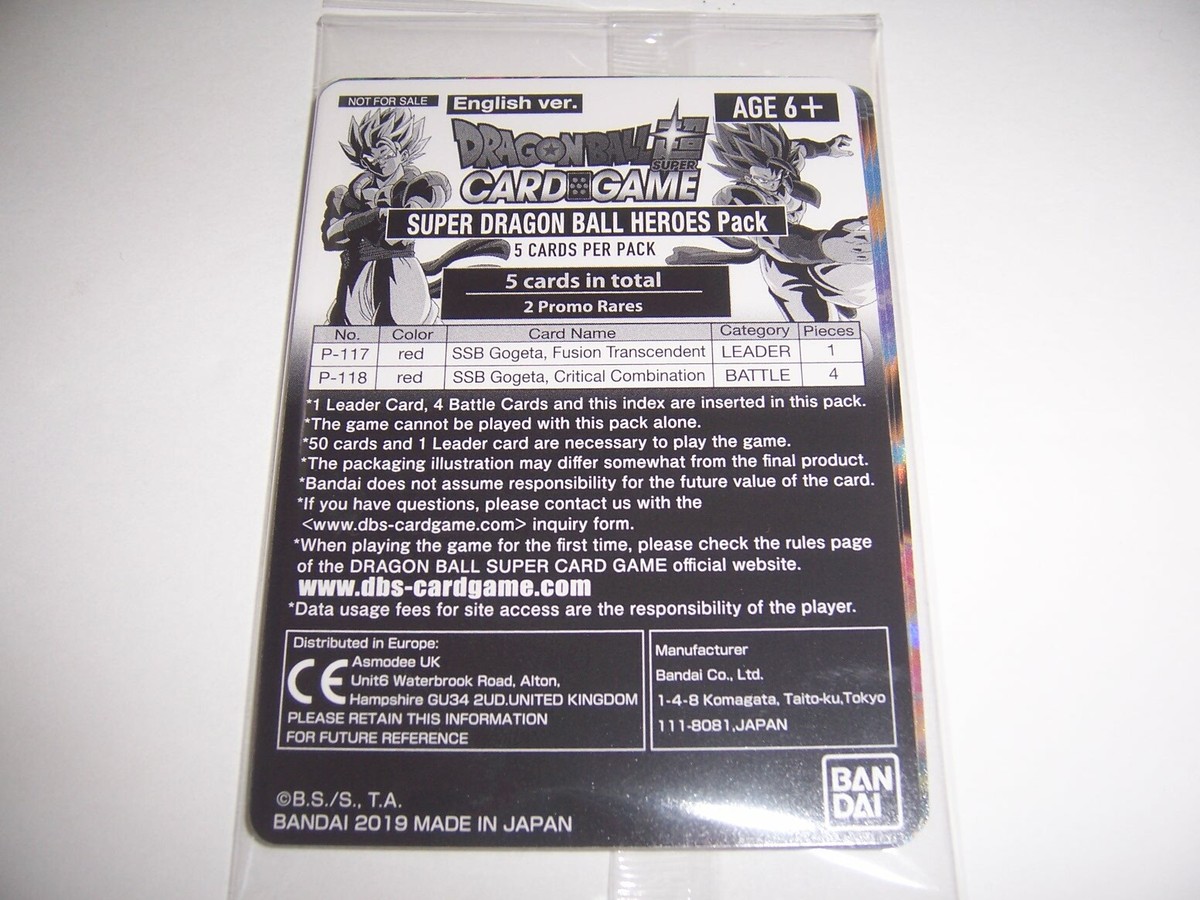 NOT FOR SALE
English ver.
AGE 6+
DRAGON BALL 超
SUPER
CARD GAME
SUPER DRAGON BALL HEROES Pack
5 CARDS PER PACK
5 cards in total
2 Promo Rares
No. Color Card Name Category Pieces
P-117 red SSB Gogeta, Fusion Transcendent LEADER 1
P-118 red SSB Gogeta, Critical Combination BATTLE 4
*1 Leader Card, 4 Battle Cards and this index are inserted in this pack.
*The game cannot be played with this pack alone.
*50 cards and 1 Leader card are necessary to play the game.
*The packaging illustration may differ somewhat from the final product.
*Bandai does not assume responsibility for the future value of the card.
*If you have questions, please contact us with the
<www.dbs-cardgame.com> inquiry form.
*When playing the game for the first time, please check the rules page
of the DRAGON BALL SUPER CARD GAME official website.
www.dbs-cardgame.com
*Data usage fees for site access are the responsibility of the player.
Distributed in Europe:
CE
Asmodee UK
Unit6 Waterbrook Road, Alton,
Hampshire GU34 2UD.UNITED KINGDOM
PLEASE RETAIN THIS INFORMATION
FOR FUTURE REFERENCE
Manufacturer
Bandai Co., Ltd.
1-4-8 Komagata, Taito-ku,Tokyo
111-8081,JAPAN
©B.S./S., T.A.
BANDAI 2019 MADE IN JAPAN
BAN
DAI